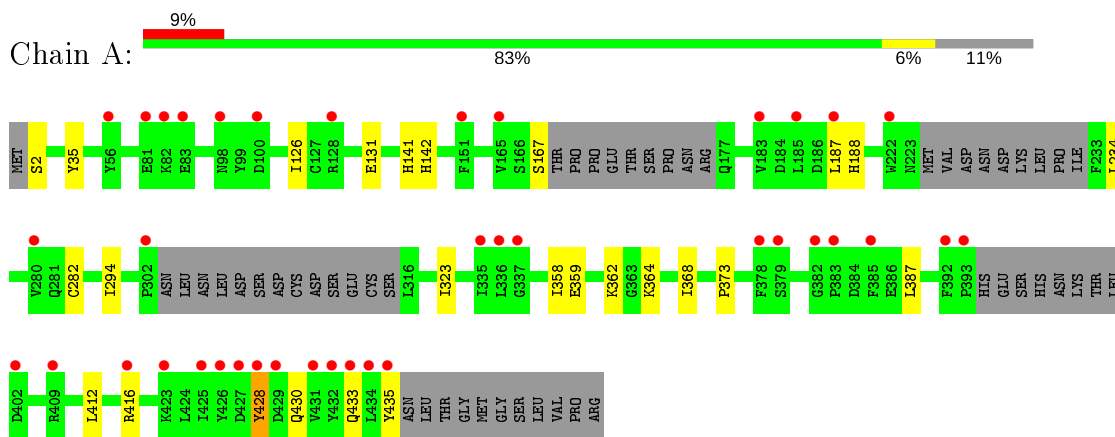 9%
Chain A:
83% 6% 11%
MET S2 Y35 Y56 E81 K82 E83 N98 Y99 D100 I126 C127 R128 E131 H141 H142 F151 V165 S166 S167 THR PRO PRO GLU THR SER PRO ASN ARG Q177 V183 D184 L185 D186 L187 H188 W222 N223 MET VAL ASP ASN ASP LYS LEU PRO ILE F233 L234
V280 Q281 C282 I294 P302 ASN LEU ASN LEU ASP SER ASP CYS ASP SER GLU CYS SER L316 I323 I335 L336 G337 I358 E359 K362 G363 K364 I368 P373 F378 S379 G382 P383 D384 F385 E386 L387 F392 P393 HIS GLU SER HIS ASN LYS THR LEU
D402 R409 L412 R416 K423 L424 I425 Y426 D427 Y428 D429 Q430 V431 Y432 Q433 L434 Y435 ASN LEU THR GLY MET GLY SER LEU VAL PRO ARG